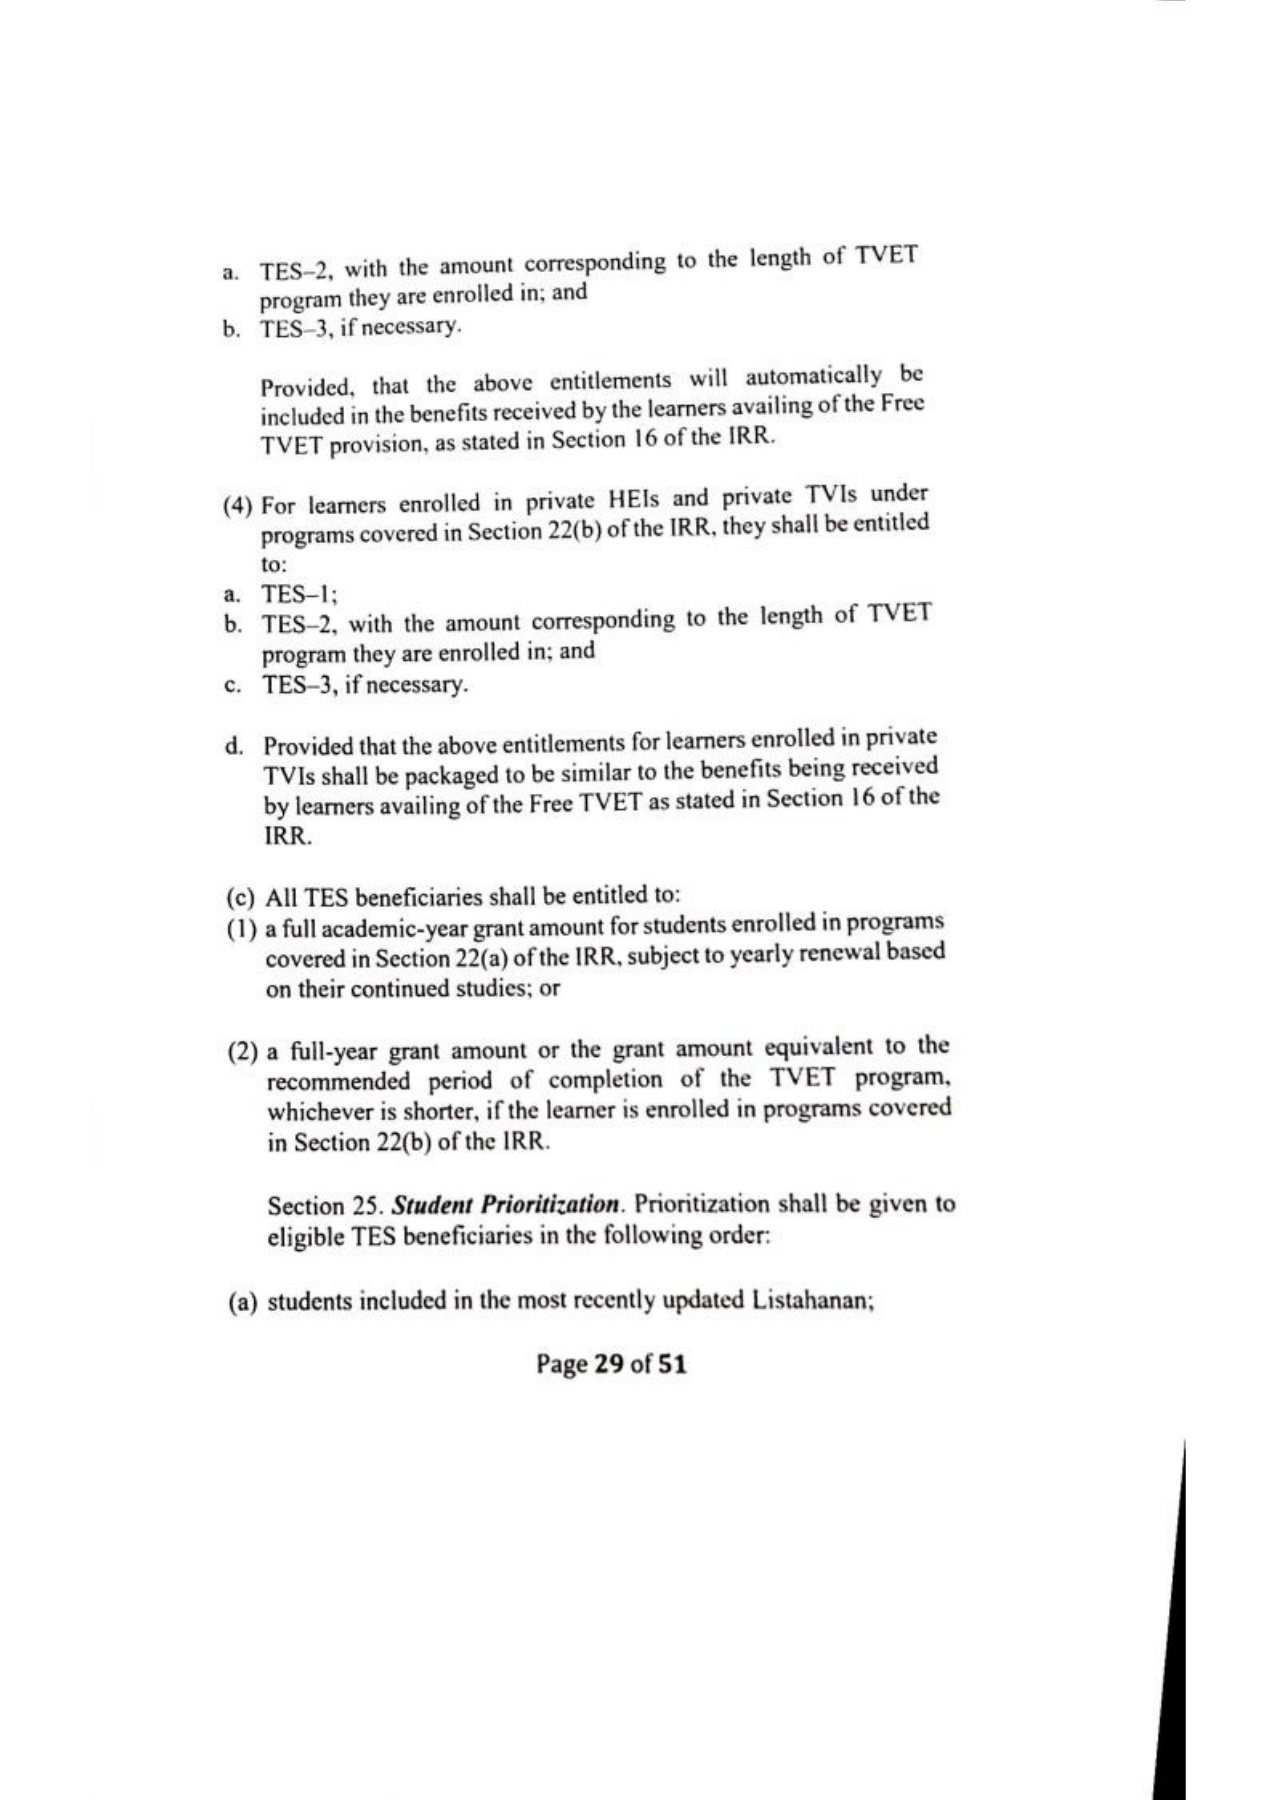 a. TES–2, with the amount corresponding to the length of TVET
program they are enrolled in; and
b. TES–3, if necessary.
Provided, that the above entitlements will automatically be
included in the benefits received by the learners availing of the Free
TVET provision, as stated in Section 16 of the IRR.
(4) For learners enrolled in private HEIs and private TVIs under
programs covered in Section 22(b) of the IRR, they shall be entitled
to:
a. TES–1;
b. TES–2, with the amount corresponding to the length of TVET
program they are enrolled in; and
c. TES–3, if necessary.
d. Provided that the above entitlements for learners enrolled in private
TVIs shall be packaged to be similar to the benefits being received
by learners availing of the Free TVET as stated in Section 16 of the
IRR.
(c) All TES beneficiaries shall be entitled to:
(1) a full academic-year grant amount for students enrolled in programs
covered in Section 22(a) of the IRR, subject to yearly renewal based
on their continued studies; or
(2) a full-year grant amount or the grant amount equivalent to the
recommended period of completion of the TVET program,
whichever is shorter, if the learner is enrolled in programs covered
in Section 22(b) of the IRR.
Section 25. Student Prioritization. Prioritization shall be given to
eligible TES beneficiaries in the following order:
(a) students included in the most recently updated Listahanan;
Page 29 of 51